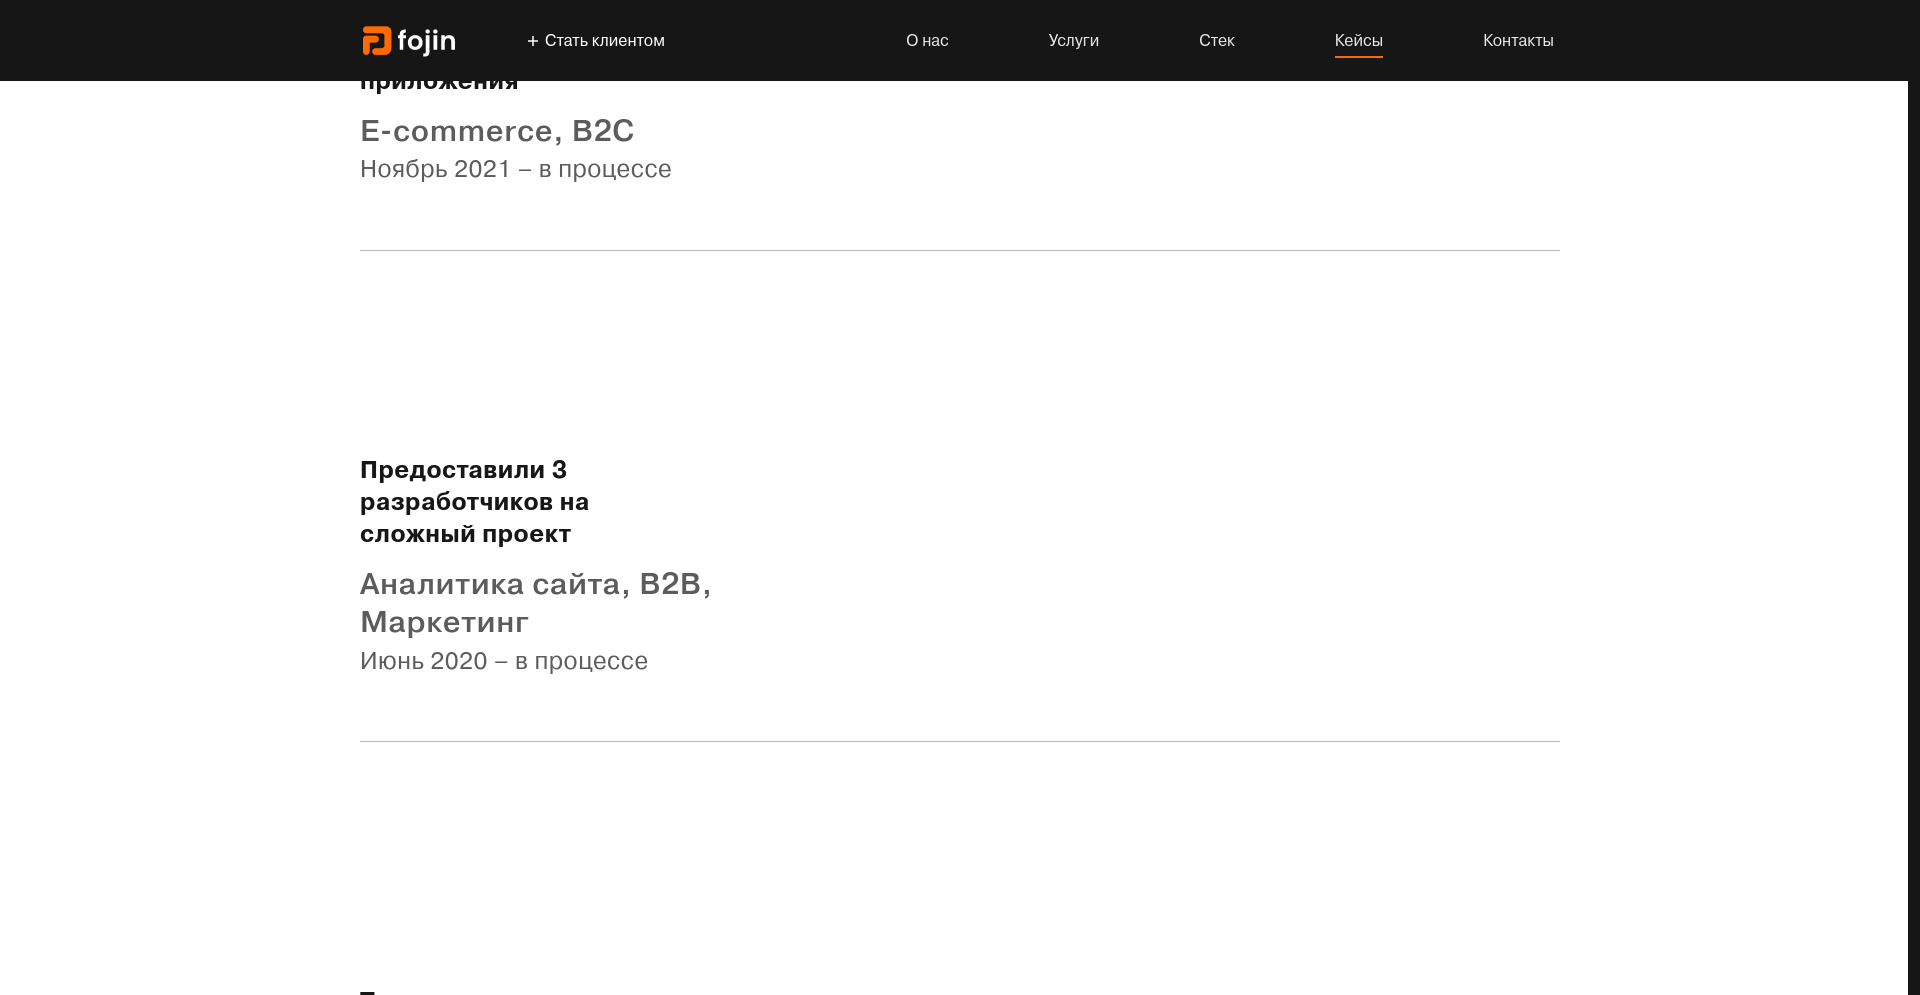 fojin
+ Стать клиентом
О нас
Услуги
Стек
Кейсы
Контакты
приложения
E-commerce, B2C
Ноябрь 2021 – в процессе
Предоставили 3
разработчиков на
сложный проект
Аналитика сайта, B2B,
Маркетинг
Июнь 2020 – в процессе